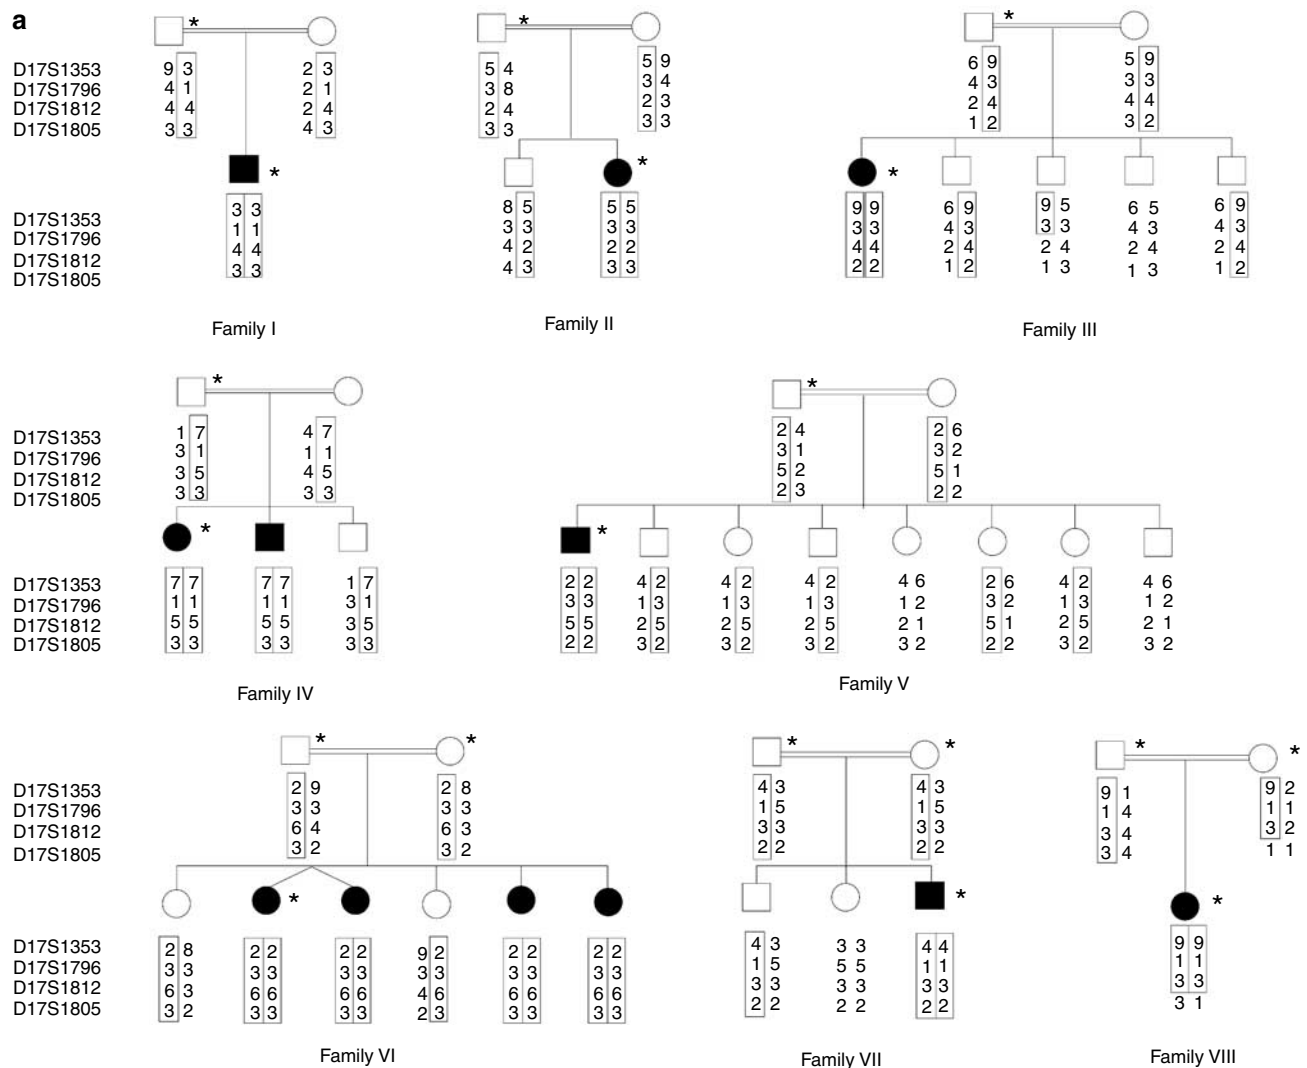 a
* * *
D17S1353 9 3 2 3 5 4 5 9 6 9 5 9
D17S1796 4 1 2 1 3 8 3 4 4 3 3 3
D17S1812 4 4 2 4 2 4 2 3 2 4 4 4
D17S1805 3 3 4 3 3 3 3 3 1 2 3 2
* * *
D17S1353 3 3 8 5 5 5 9 9 6 9 9 5 6 5 6 9
D17S1796 1 1 3 3 3 3 3 3 4 3 3 3 4 3 4 3
D17S1812 4 4 4 2 2 2 4 4 2 4 2 4 2 4 2 4
D17S1805 3 3 4 3 3 3 2 2 1 2 1 3 1 3 1 2
Family I Family II Family III
* *
D17S1353 1 7 4 7 2 4 2 6
D17S1796 3 1 1 1 3 1 3 2
D17S1812 3 5 4 5 5 2 5 1
D17S1805 3 3 3 3 2 3 2 2
* *
D17S1353 7 7 7 7 1 7 2 2 4 2 4 2 4 2 4 6 2 6 4 2 4 6
D17S1796 1 1 1 1 3 1 3 3 1 3 1 3 1 3 1 2 3 2 1 3 1 2
D17S1812 5 5 5 5 3 5 5 5 2 5 2 5 2 5 2 1 5 1 2 5 2 1
D17S1805 3 3 3 3 3 3 2 2 3 2 3 2 3 2 3 2 2 2 3 2 3 2
Family IV Family V
* * * * * *
D17S1353 2 9 2 8 4 3 4 3 9 1 9 2
D17S1796 3 3 3 3 1 5 1 5 1 4 1 1
D17S1812 6 4 6 3 3 3 3 3 3 4 3 2
D17S1805 3 2 3 2 2 2 2 2 3 4 1 1
* * *
D17S1353 2 8 2 2 2 2 9 2 2 2 2 2 4 3 3 3 4 4 9 9
D17S1796 3 3 3 3 3 3 3 3 3 3 3 3 1 5 5 5 1 1 1 1
D17S1812 6 3 6 6 6 6 4 6 6 6 6 6 3 3 3 3 3 3 3 3
D17S1805 3 2 3 3 3 3 2 3 3 3 3 3 2 2 2 2 2 2 3 1
Family VI Family VII Family VIII